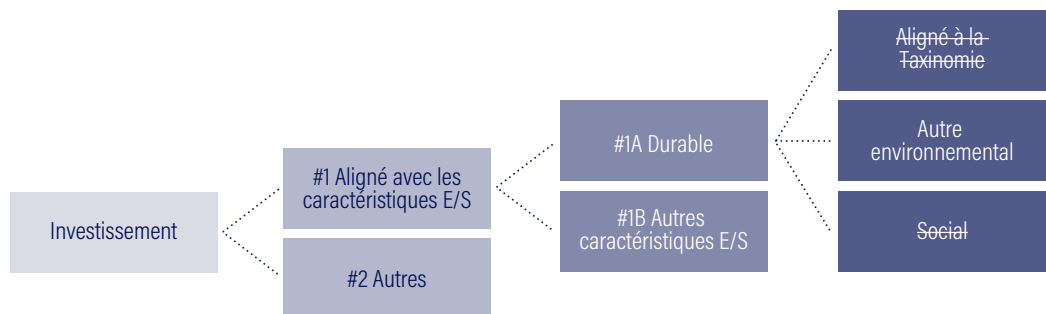 Investissement
#1 Aligné avec les
caractéristiques E/S
#2 Autres
#1A Durable
#1B Autres
caractéristiques E/S
Aligné à la
Taxinomie
Autre
environnemental
Social